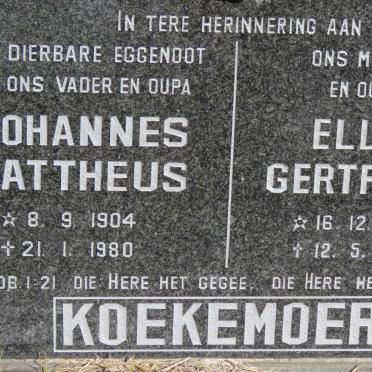 IN TERE HERINNERING AAN
DIERBARE EGGENOOT
ONS VADER EN OUPA
OHANNES
ATTHEUS
☆ 8. 9. 1904
✝ 21. 1. 1980
ONS M
EN OU
ELL
GERTR
☆ 16. 12.
✝ 12. 5.
OB 1:21 DIE HERE HET GEGEE, DIE HERE HE
KOEKEMOER